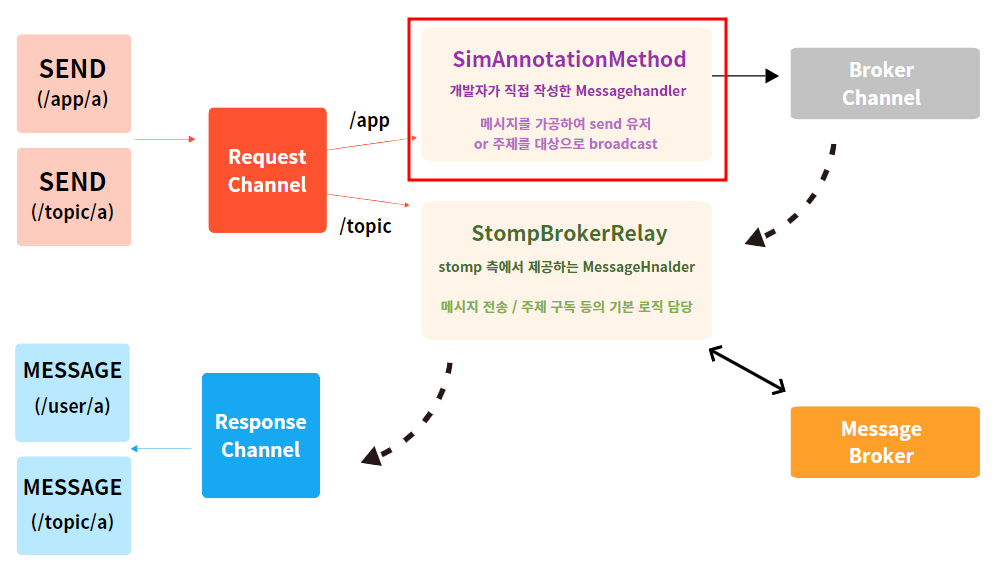 SEND
(/app/a)
SEND
(/topic/a)
Request
Channel
/app
/topic
SimAnnotationMethod
개발자가 직접 작성한 Messagehandler
메시지를 가공하여 send 유저
or 주제를 대상으로 broadcast
Broker
Channel
StompBrokerRelay
stomp 측에서 제공하는 MessageHnalder
메시지 전송 / 주제 구독 등의 기본 로직 담당
MESSAGE
(/user/a)
MESSAGE
(/topic/a)
Response
Channel
Message
Broker